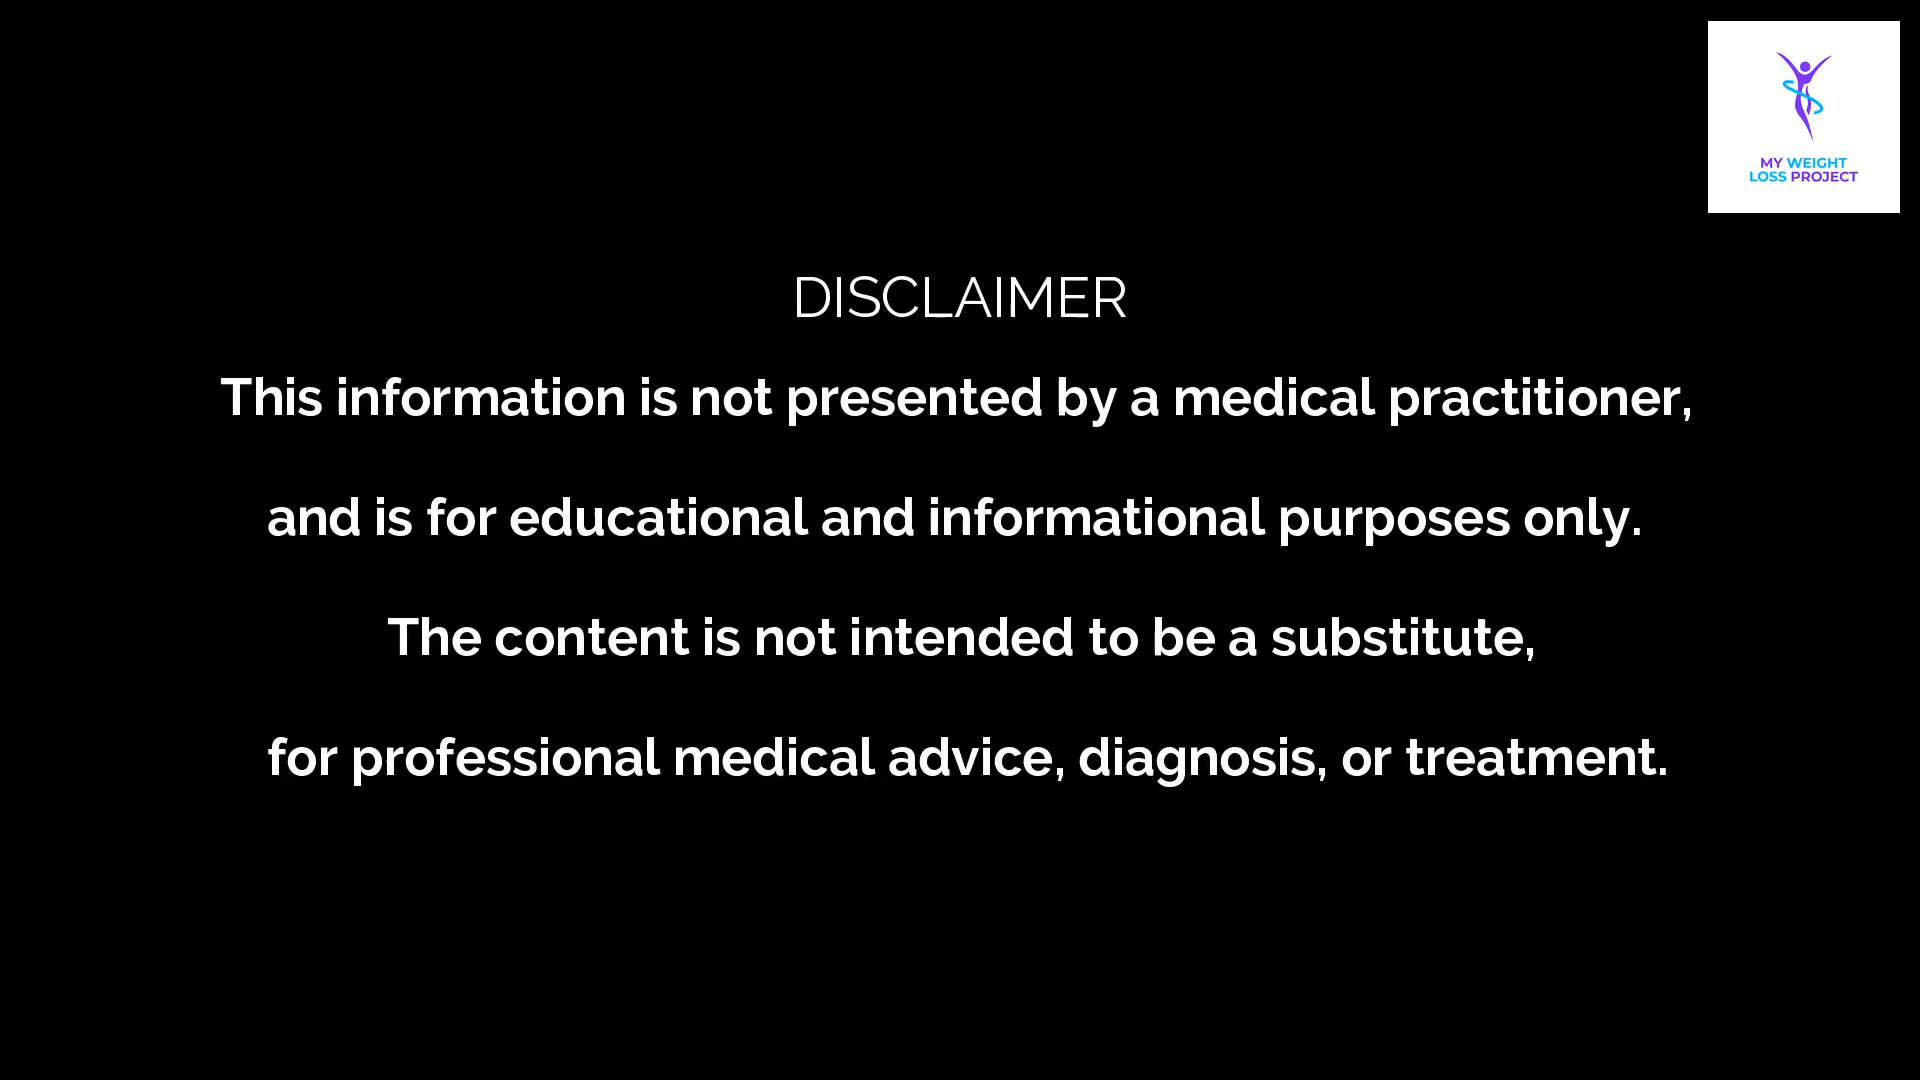 MY WEIGHT
LOSS PROJECT
DISCLAIMER
This information is not presented by a medical practitioner,
and is for educational and informational purposes only.
The content is not intended to be a substitute,
for professional medical advice, diagnosis, or treatment.